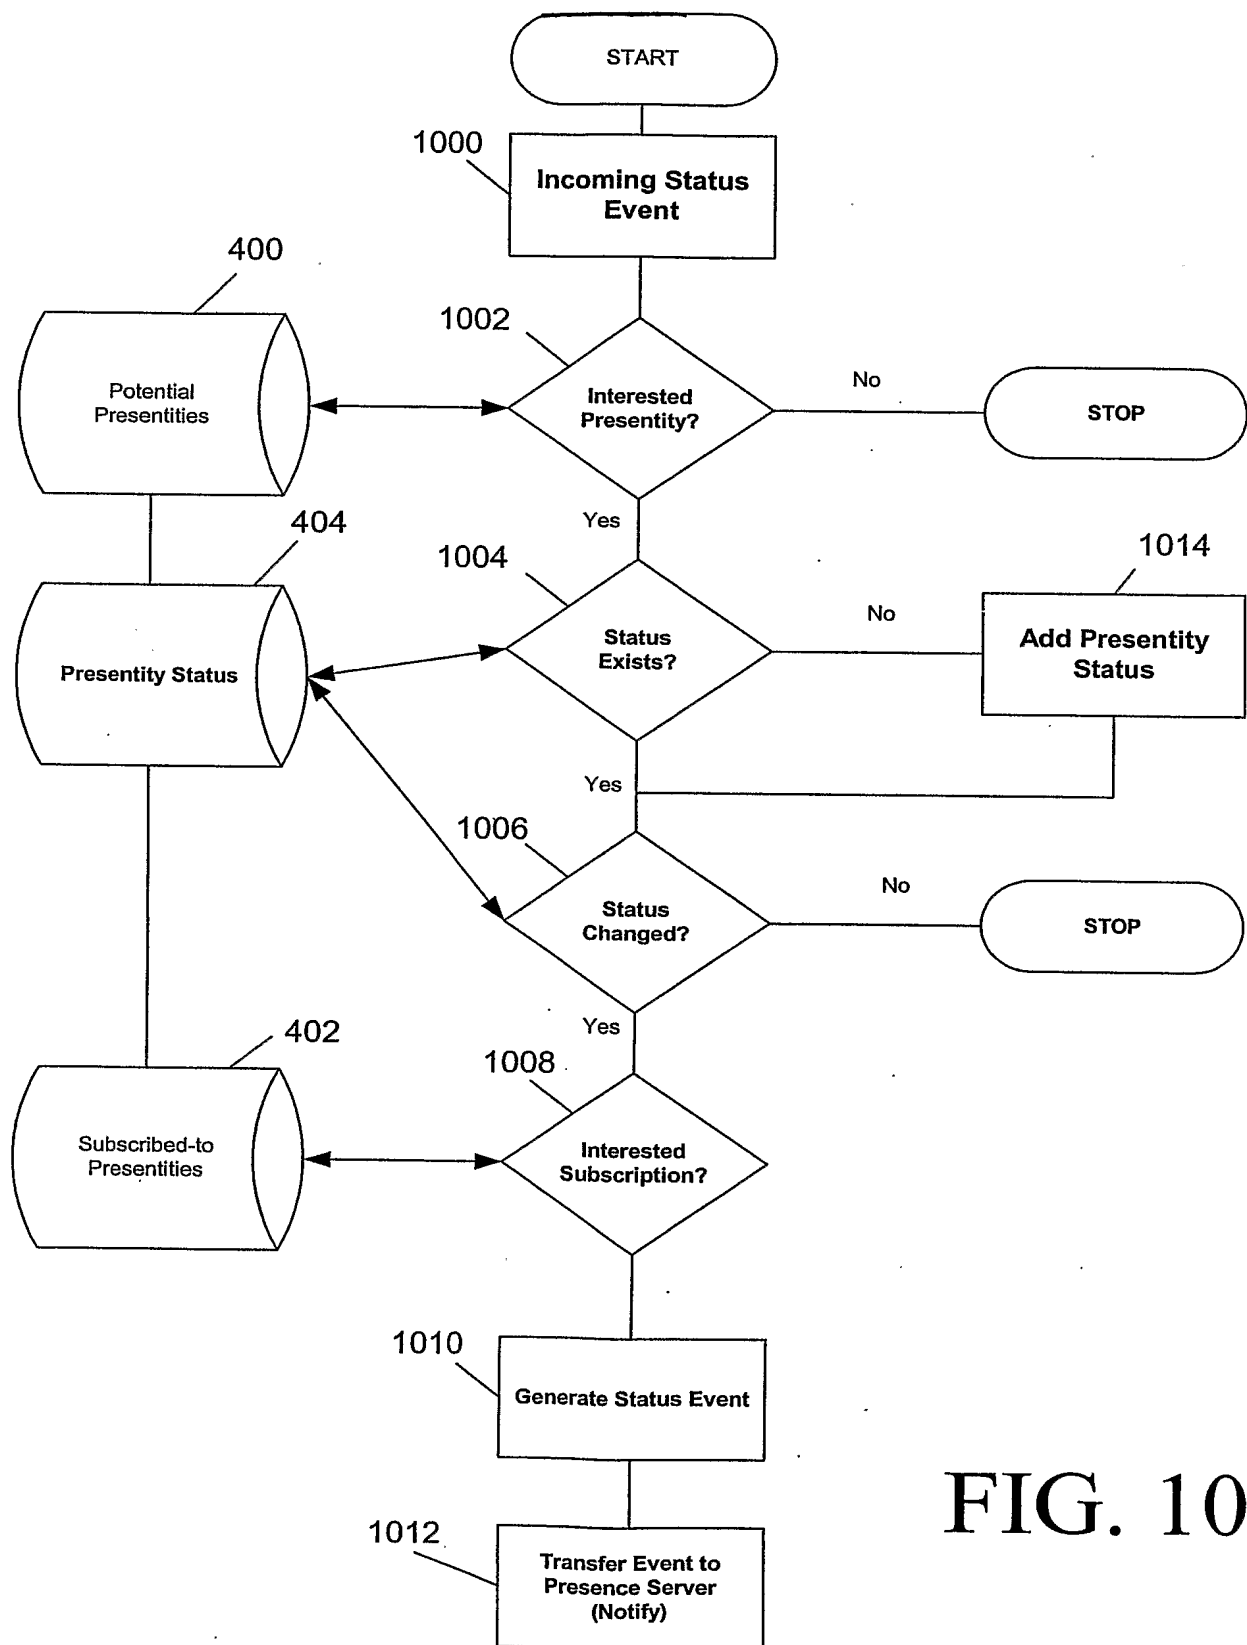 START
1000
Incoming Status
Event
400
1002
Potential
Presentities
Interested
Presentity?
No
STOP
Yes
404
1004
1014
Presentity Status
Status
Exists?
No
Add Presentity
Status
Yes
1006
Status
Changed?
No
STOP
Yes
402
1008
Subscribed-to
Presentities
Interested
Subscription?
1010
Generate Status Event
FIG. 10
1012
Transfer Event to
Presence Server
(Notify)